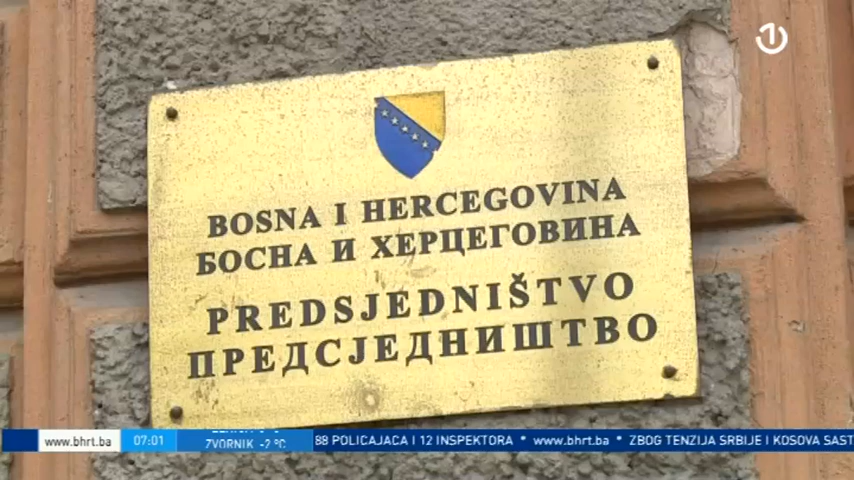 BOSNA I HERCEGOVINA
БОСНА И ХЕРЦЕГОВИНА
PREDSJEDNIŠTVO
ПРЕДСЈЕДНИШТВО
www.bhrt.ba 07:01 ZVORNIK -2 °C 88 POLICAJACA I 12 INSPEKTORA * www.bhrt.ba * ZBOG TENZIJA SRBIJE I KOSOVA SAST